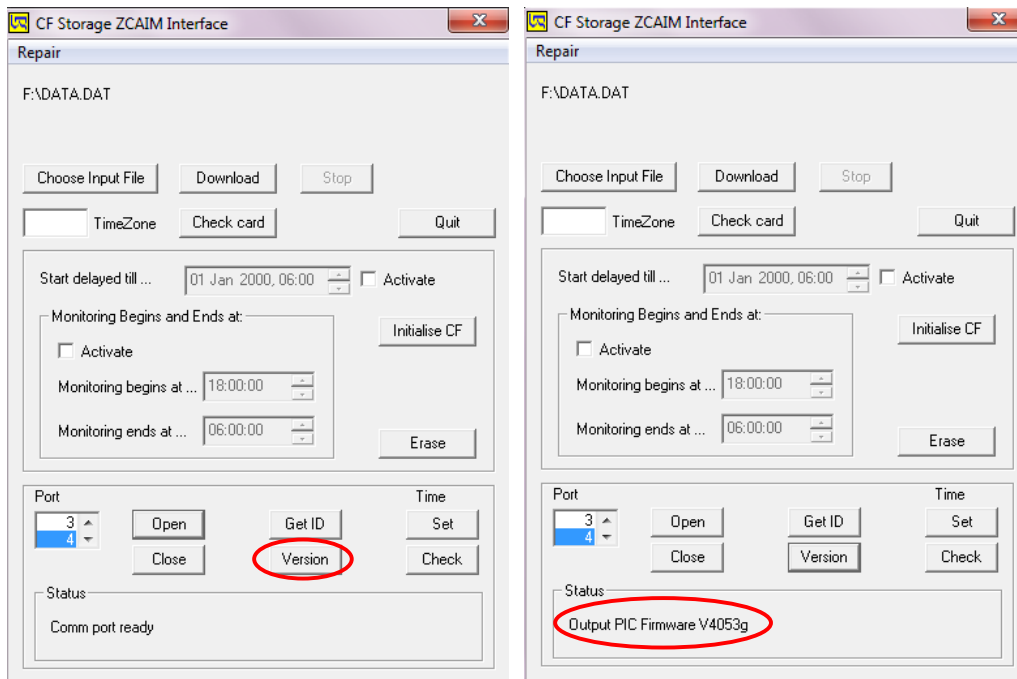 CF Storage ZCAIM Interface
Repair
F:\DATA.DAT
Choose Input File Download Stop
TimeZone Check card Quit
Start delayed till ... 01 Jan 2000, 06:00 Activate
Monitoring Begins and Ends at:
Activate
Initialise CF
Monitoring begins at ... 18:00:00
Monitoring ends at ... 06:00:00
Erase
Port Time
3 Open Get ID Set
4 Close Version Check
Status
Comm port ready
CF Storage ZCAIM Interface
Repair
F:\DATA.DAT
Choose Input File Download Stop
TimeZone Check card Quit
Start delayed till ... 01 Jan 2000, 06:00 Activate
Monitoring Begins and Ends at:
Activate
Initialise CF
Monitoring begins at ... 18:00:00
Monitoring ends at ... 06:00:00
Erase
Port Time
3 Open Get ID Set
4 Close Version Check
Status
Output PIC Firmware V4053g